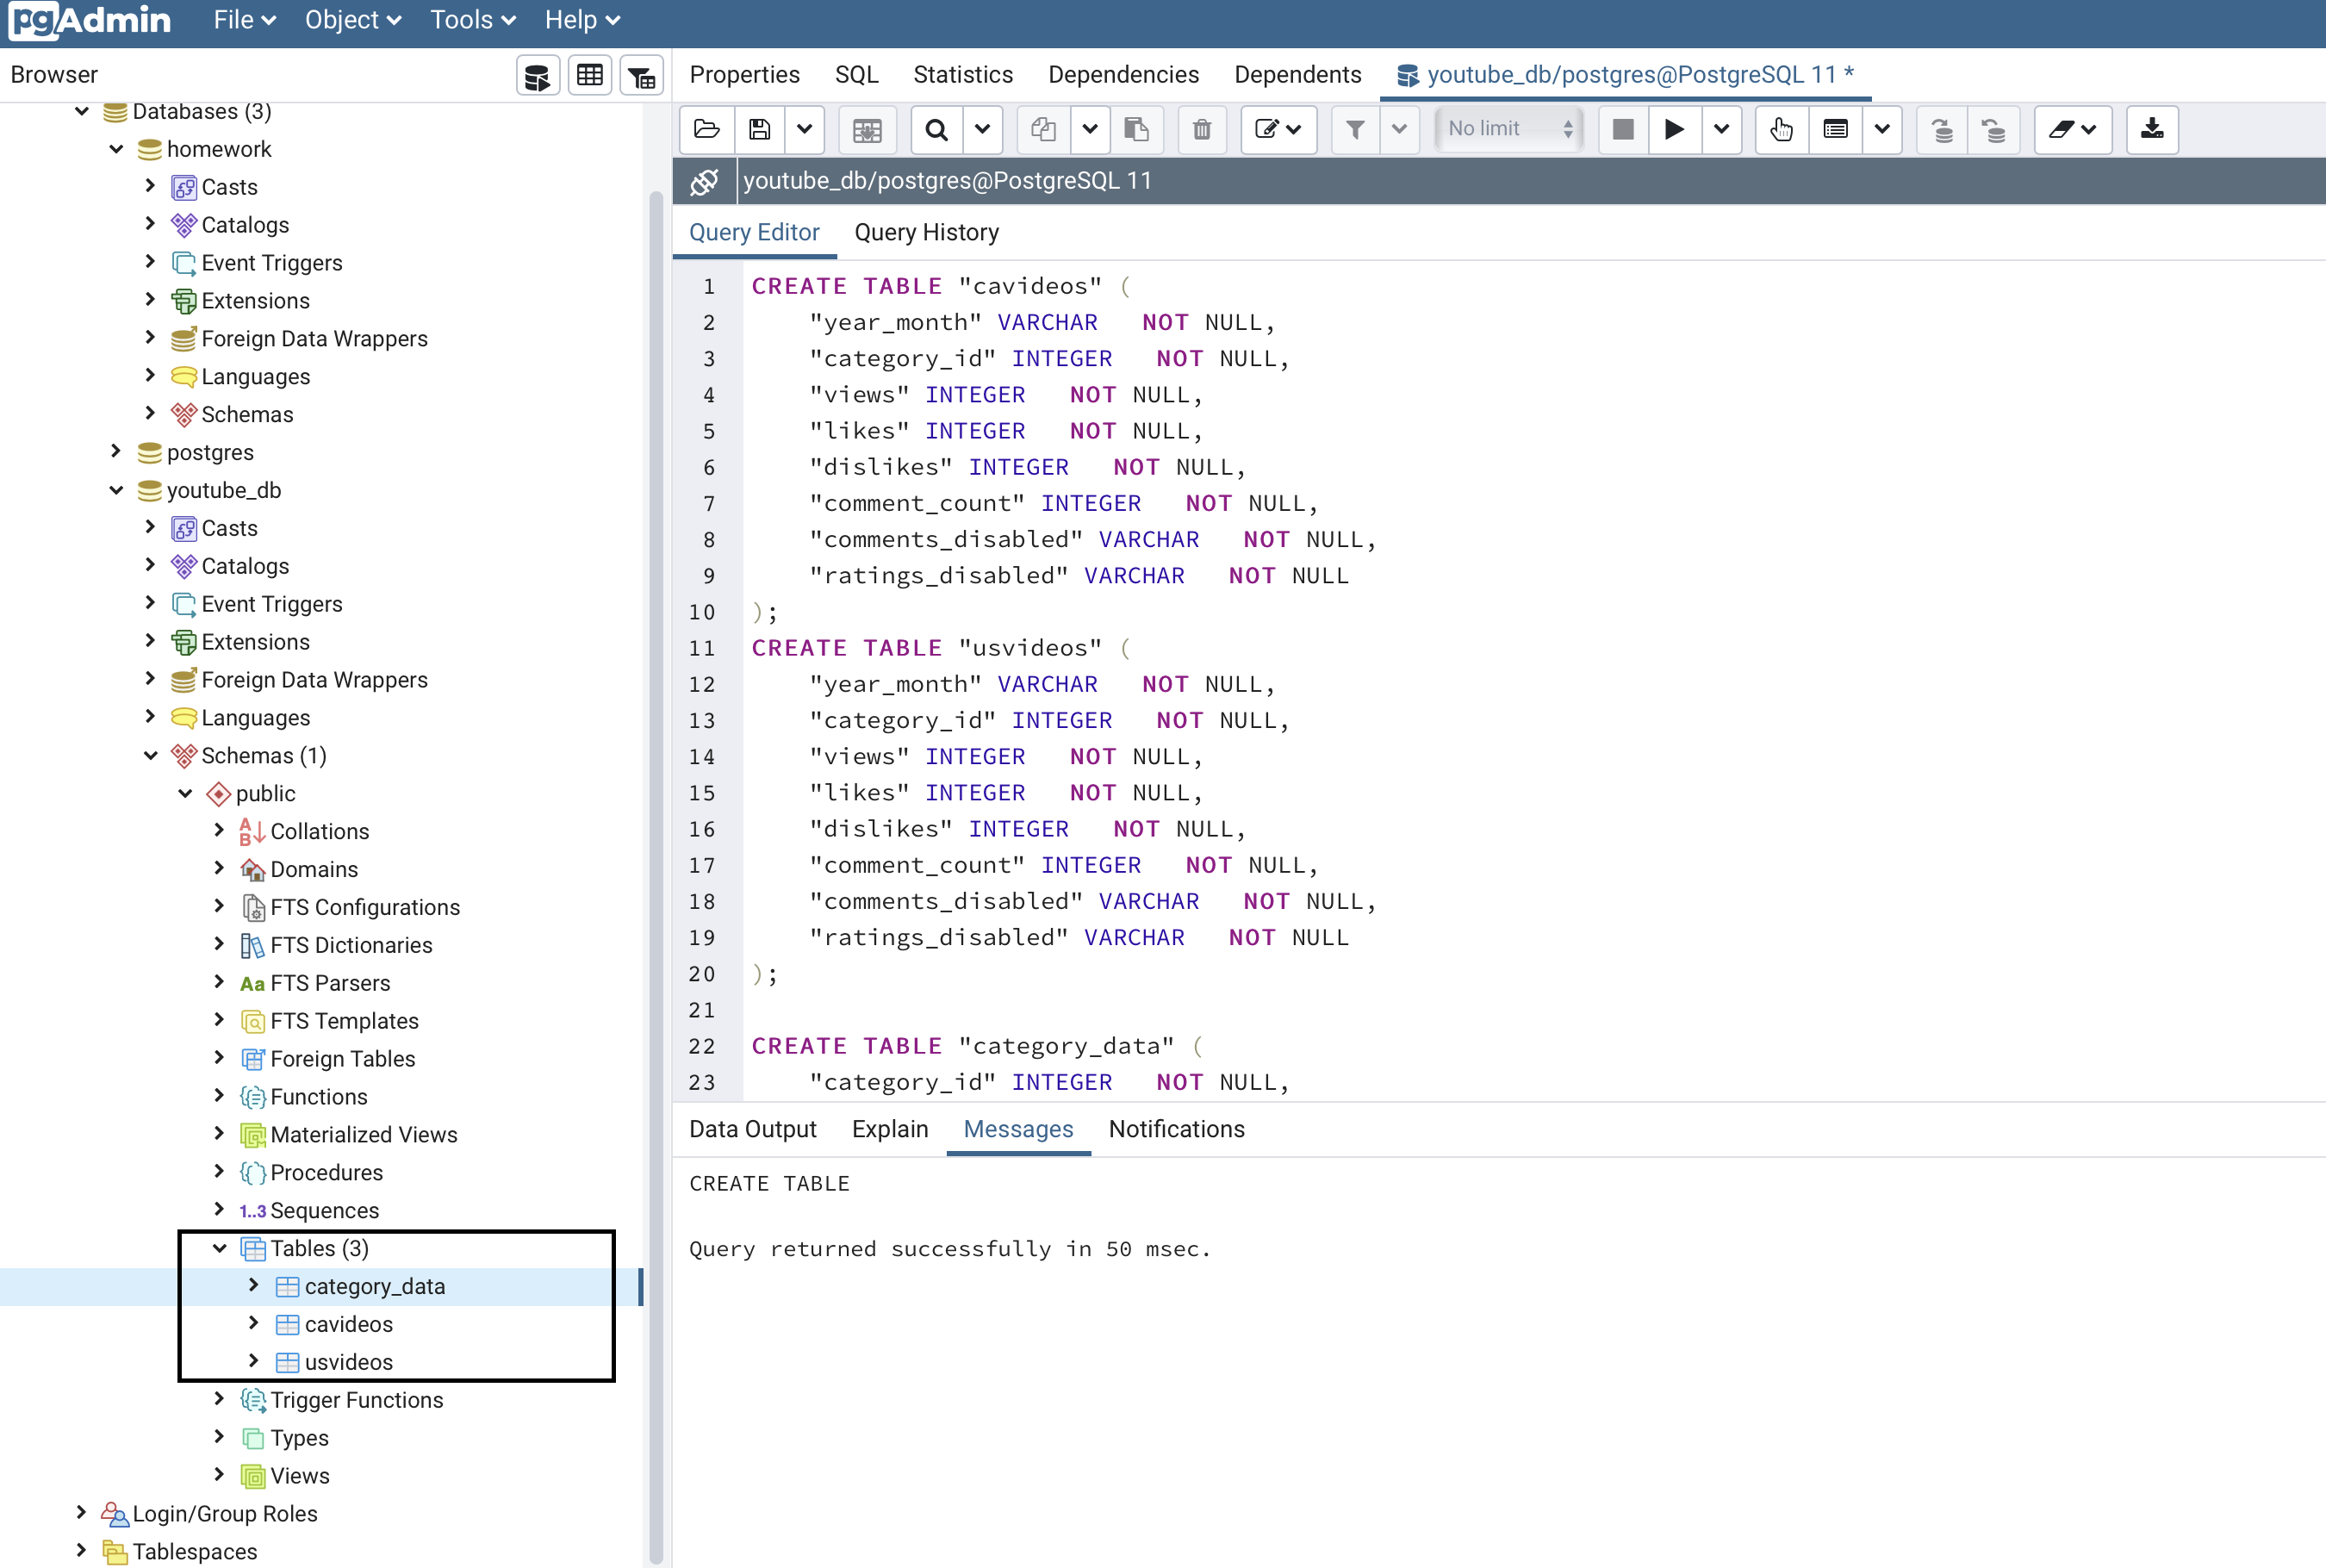 pgAdmin File Object Tools Help
Browser
Properties SQL Statistics Dependencies Dependents youtube_db/postgres@PostgreSQL 11 *
Databases (3)
homework
Casts
Catalogs
Event Triggers
Extensions
Foreign Data Wrappers
Languages
Schemas
postgres
youtube_db
Casts
Catalogs
Event Triggers
Extensions
Foreign Data Wrappers
Languages
Schemas (1)
public
Collations
Domains
FTS Configurations
FTS Dictionaries
Aa FTS Parsers
FTS Templates
Foreign Tables
Functions
Materialized Views
Procedures
1..3 Sequences
Tables (3)
category_data
cavideos
usvideos
Trigger Functions
Types
Views
Login/Group Roles
Tablespaces
No limit
youtube_db/postgres@PostgreSQL 11
Query Editor Query History
1 CREATE TABLE "cavideos" (
2 "year_month" VARCHAR NOT NULL,
3 "category_id" INTEGER NOT NULL,
4 "views" INTEGER NOT NULL,
5 "likes" INTEGER NOT NULL,
6 "dislikes" INTEGER NOT NULL,
7 "comment_count" INTEGER NOT NULL,
8 "comments_disabled" VARCHAR NOT NULL,
9 "ratings_disabled" VARCHAR NOT NULL
10 );
11 CREATE TABLE "usvideos" (
12 "year_month" VARCHAR NOT NULL,
13 "category_id" INTEGER NOT NULL,
14 "views" INTEGER NOT NULL,
15 "likes" INTEGER NOT NULL,
16 "dislikes" INTEGER NOT NULL,
17 "comment_count" INTEGER NOT NULL,
18 "comments_disabled" VARCHAR NOT NULL,
19 "ratings_disabled" VARCHAR NOT NULL
20 );
21
22 CREATE TABLE "category_data" (
23 "category_id" INTEGER NOT NULL,
Data Output Explain Messages Notifications
CREATE TABLE
Query returned successfully in 50 msec.